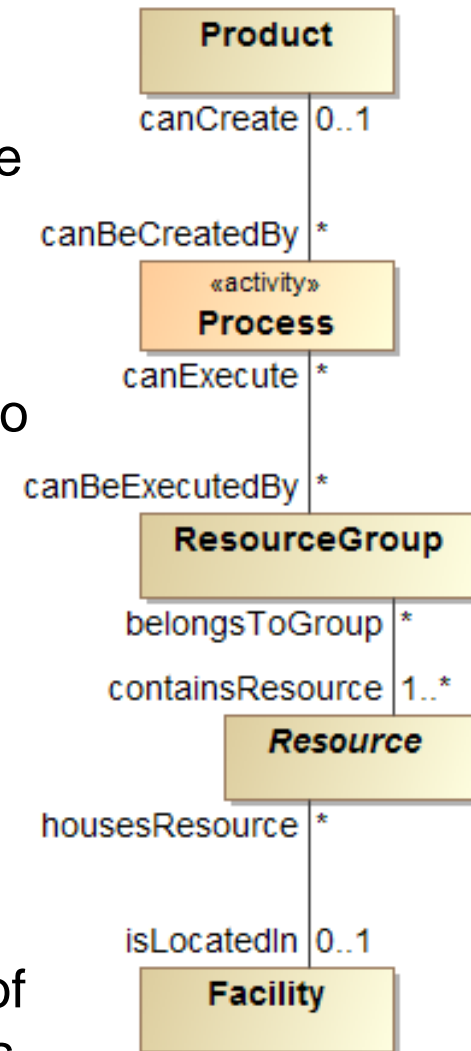 Product
canCreate 0..1
e
canBeCreatedBy *
«activity»
Process
canExecute *
o
canBeExecutedBy *
ResourceGroup
belongsToGroup *
containsResource 1..*
Resource
housesResource *
isLocatedIn 0..1
of
Facility